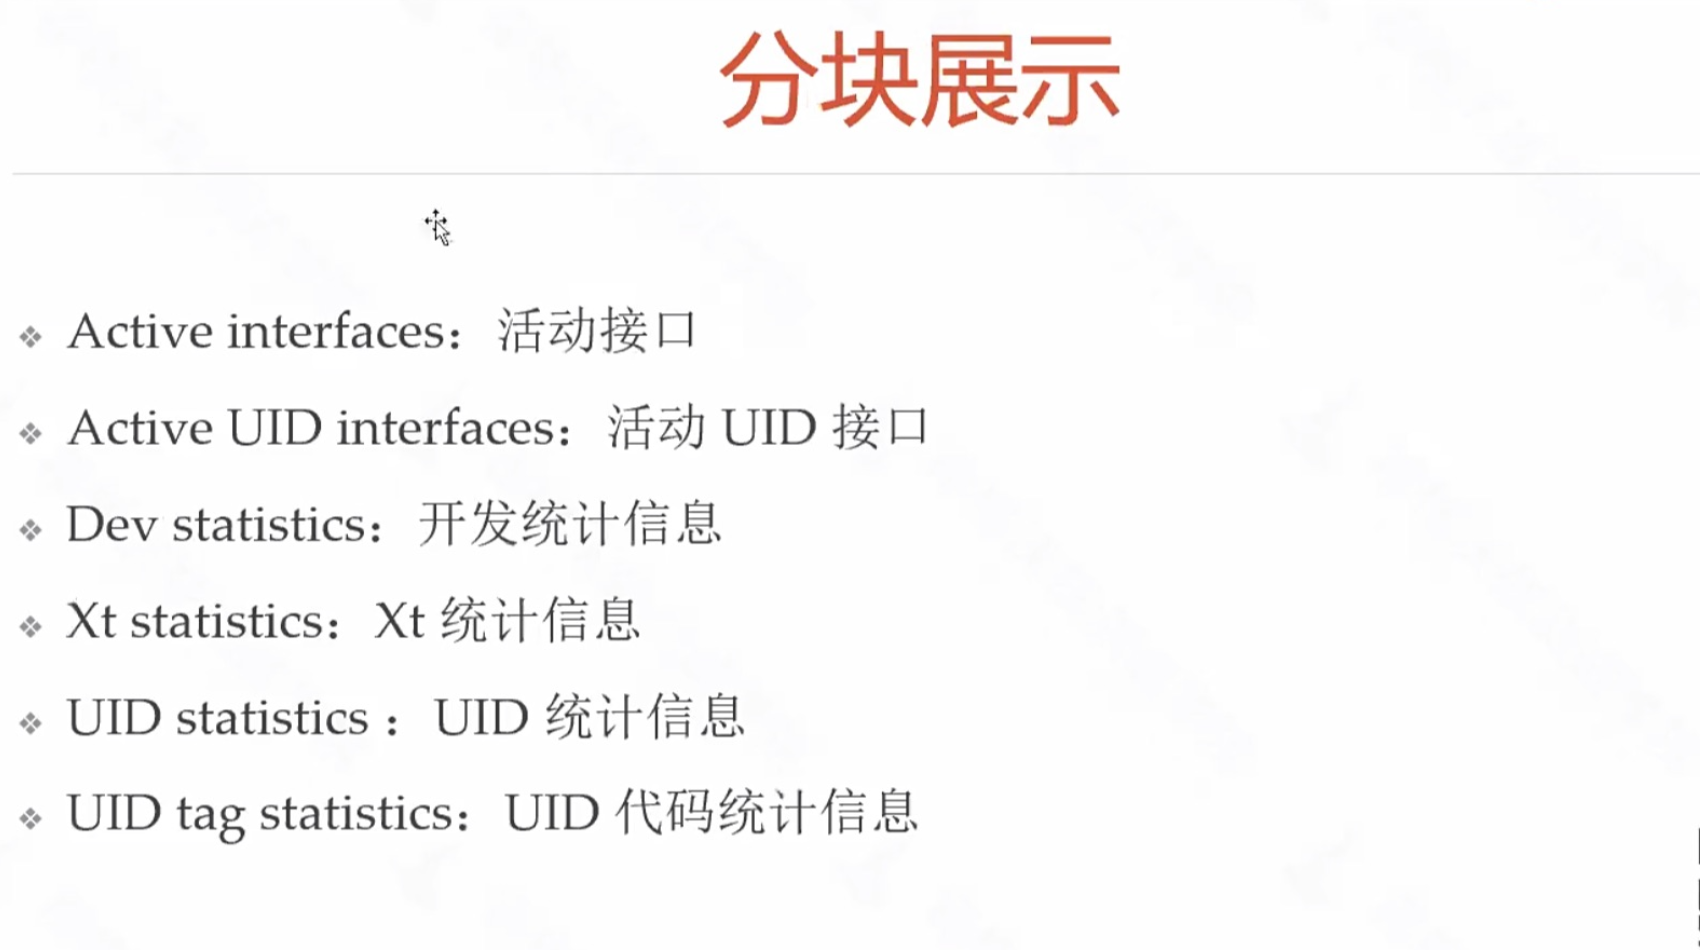 分块展示
Active interfaces：活动接口
Active UID interfaces：活动 UID 接口
Dev statistics：开发统计信息
Xt statistics：Xt 统计信息
UID statistics ：UID 统计信息
UID tag statistics：UID 代码统计信息